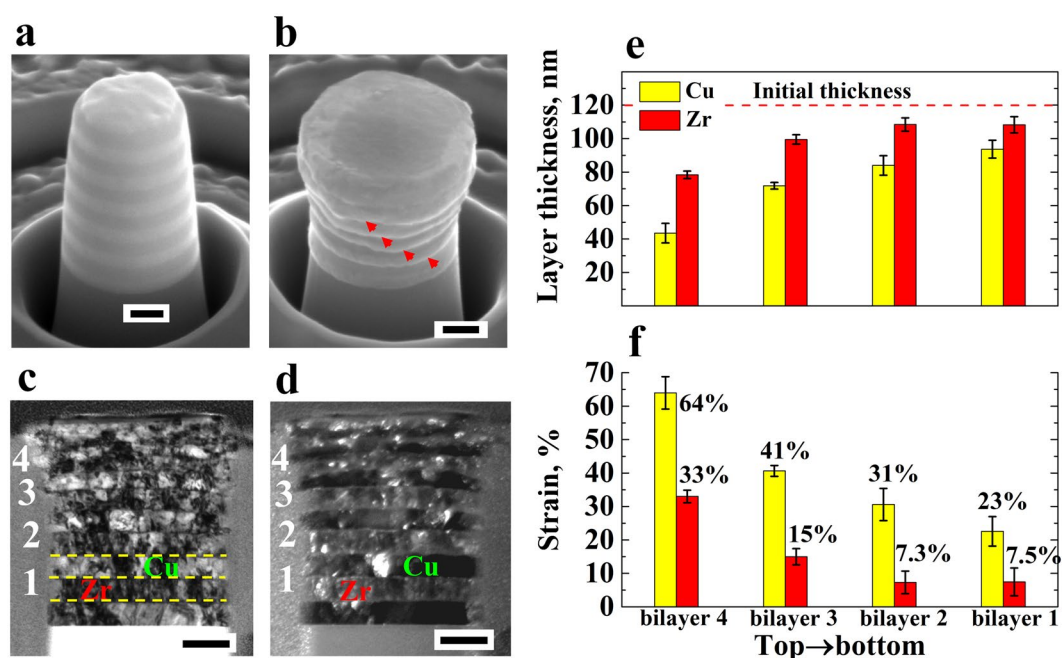 a
b
c
4
3
2
1
Cu
Zr
d
4
3
2
1
Cu
Zr
e
Layer thickness, nm
120
100
80
60
40
20
Cu
Zr
Initial thickness
f
Strain, %
70
60
50
40
30
20
10
0
64%
33%
41%
15%
31%
7.3%
23%
7.5%
bilayer 4 bilayer 3 bilayer 2 bilayer 1
Top→bottom